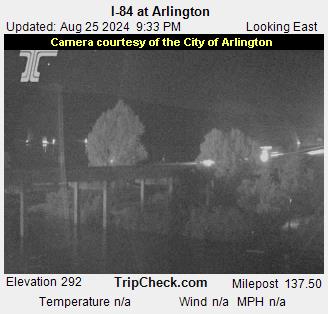 I-84 at Arlington
Updated: Aug 25 2024 9:33 PM Looking East
Camera courtesy of the City of Arlington
Elevation 292 TripCheck.com Milepost 137.50
Temperature n/a Wind n/a MPH n/a